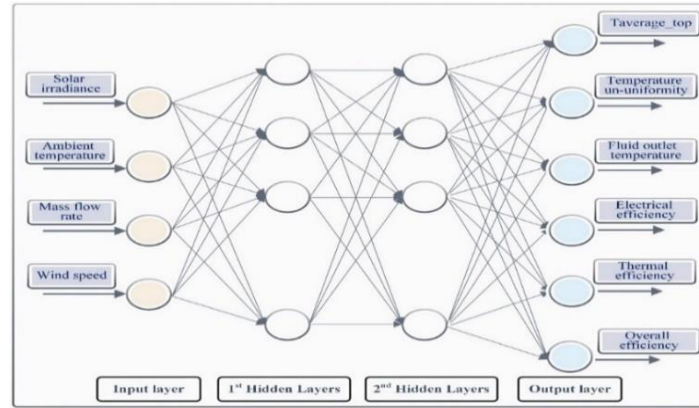 Solar
irradiance
Ambient
temperature
Mass flow
rate
Wind speed
Taverage_top
Temperature
un-uniformity
Fluid outlet
temperature
Electrical
efficiency
Thermal
efficiency
Overall
efficiency
Input layer
1st Hidden Layers
2nd Hidden Layers
Output layer